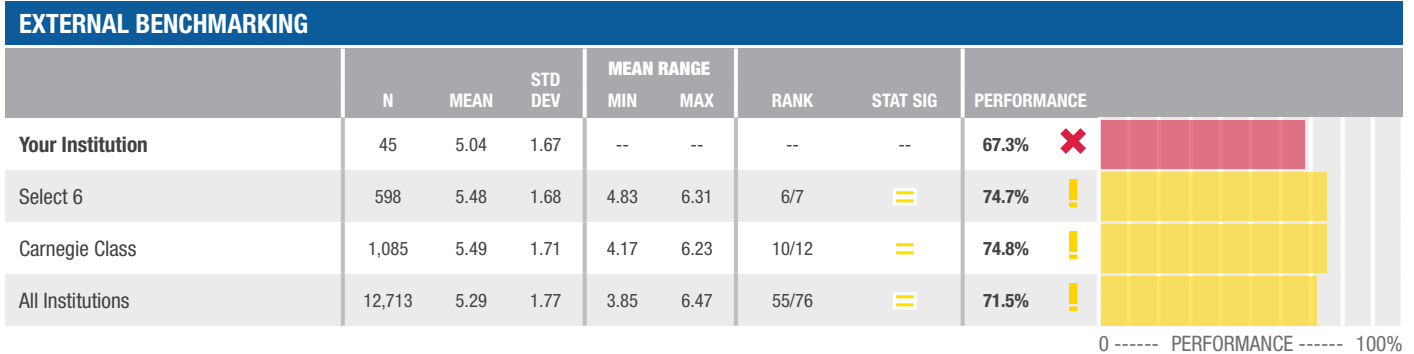 EXTERNAL BENCHMARKING
N MEAN STD DEV MEAN RANGE MIN MAX RANK STAT SIG PERFORMANCE
Your Institution 45 5.04 1.67 -- -- -- -- 67.3%
Select 6 598 5.48 1.68 4.83 6.31 6/7 = 74.7% !
Carnegie Class 1,085 5.49 1.71 4.17 6.23 10/12 = 74.8% !
All Institutions 12,713 5.29 1.77 3.85 6.47 55/76 = 71.5% !
0 ------ PERFORMANCE ------ 100%